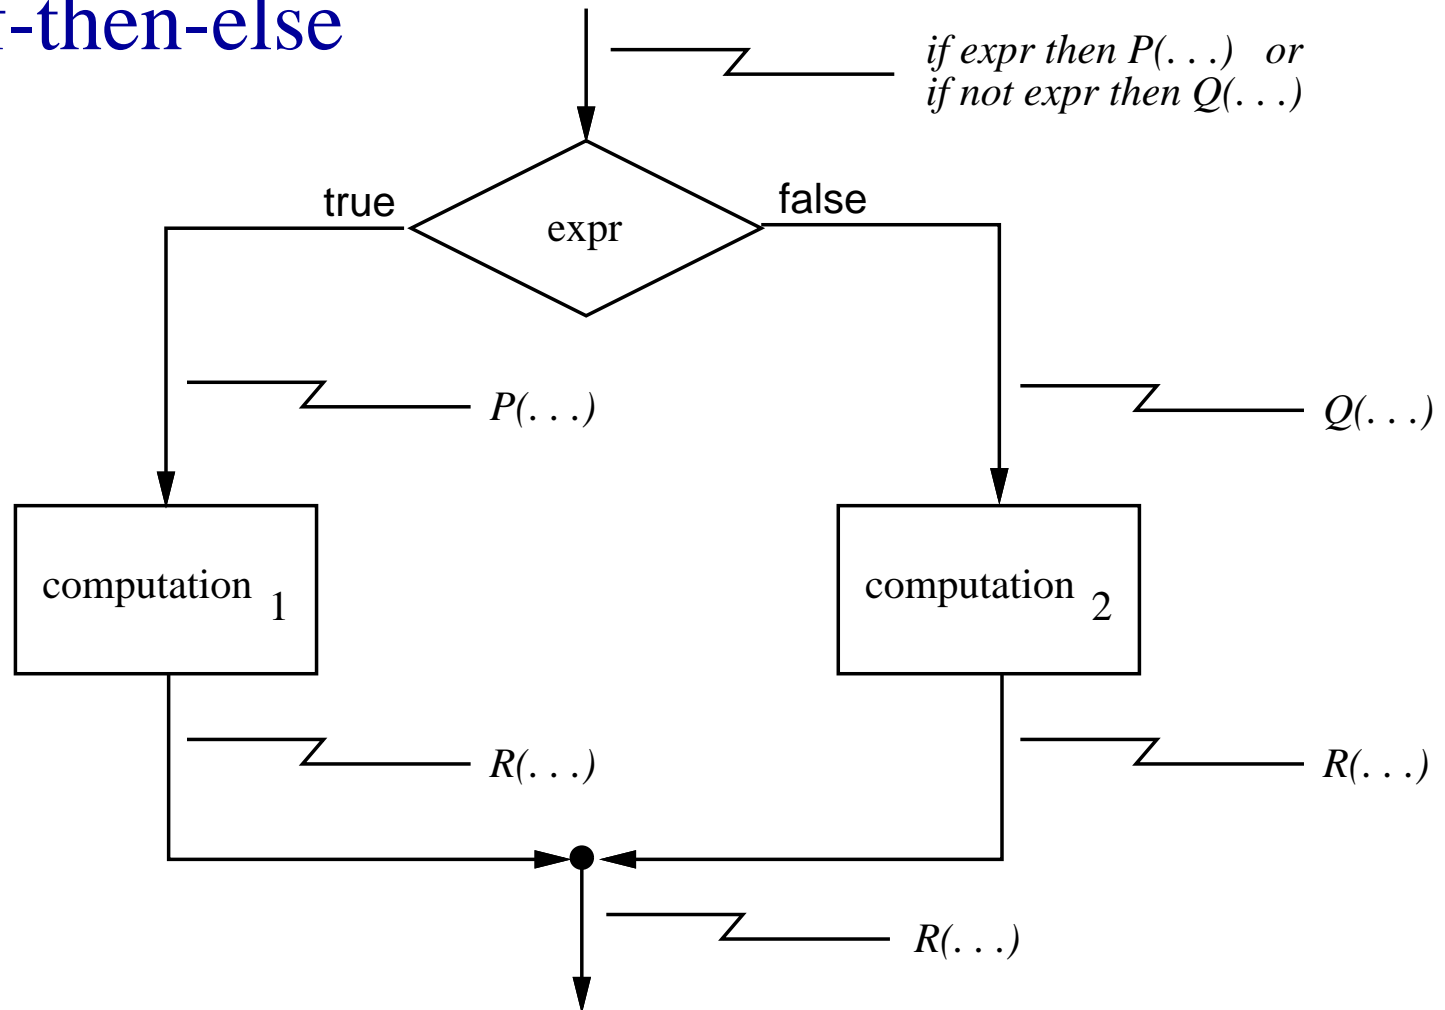 -then-else
if expr then P(. . .) or
if not expr then Q(. . .)
true
false
expr
P(. . .)
Q(. . .)
computation 1
computation 2
R(. . .)
R(. . .)
R(. . .)